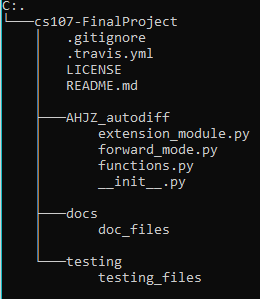 C:.
└───cs107-FinalProject
    │   .gitignore
    │   .travis.yml
    │   LICENSE
    │   README.md
    │
    ├───AHJZ_autodiff
    │       extension_module.py
    │       forward_mode.py
    │       functions.py
    │       __init__.py
    │
    ├───docs
    │       doc_files
    │
    └───testing
            testing_files